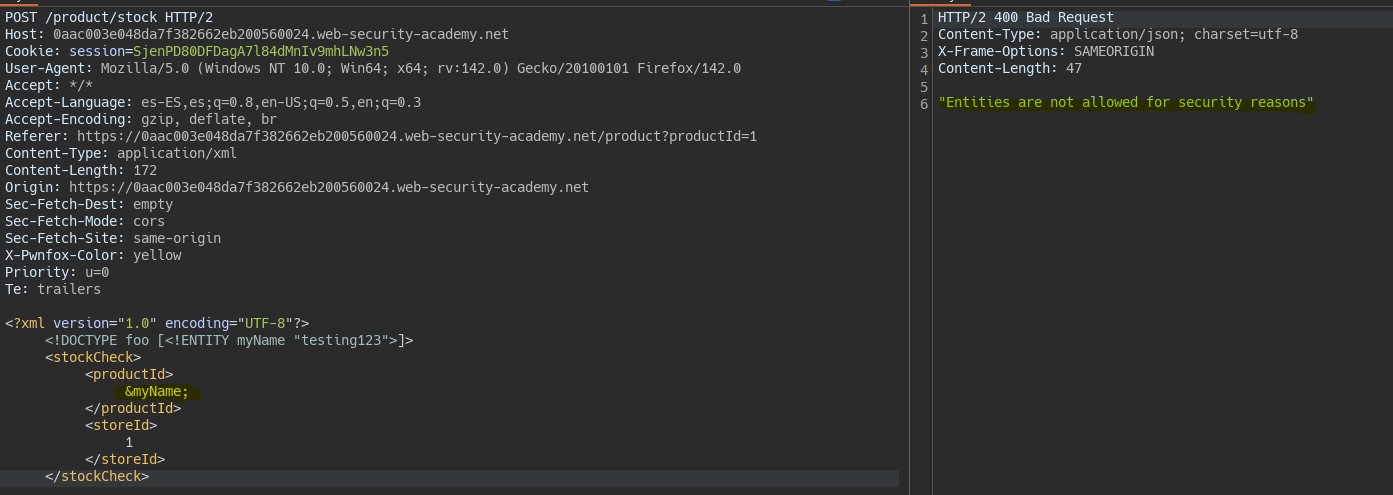 POST /product/stock HTTP/2
Host: 0aac003e048da7f382662eb200560024.web-security-academy.net
Cookie: session=SjenPD80DFDagA7l84dMnIv9mhLNw3n5
User-Agent: Mozilla/5.0 (Windows NT 10.0; Win64; x64; rv:142.0) Gecko/20100101 Firefox/142.0
Accept: */*
Accept-Language: es-ES,es;q=0.8,en-US;q=0.5,en;q=0.3
Accept-Encoding: gzip, deflate, br
Referer: https://0aac003e048da7f382662eb200560024.web-security-academy.net/product?productId=1
Content-Type: application/xml
Content-Length: 172
Origin: https://0aac003e048da7f382662eb200560024.web-security-academy.net
Sec-Fetch-Dest: empty
Sec-Fetch-Mode: cors
Sec-Fetch-Site: same-origin
X-Pwnfox-Color: yellow
Priority: u=0
Te: trailers
<?xml version="1.0" encoding="UTF-8"?>
<!DOCTYPE foo [<!ENTITY myName "testing123">]>
<stockCheck>
<productId>
&myName;
</productId>
<storeId>
1
</storeId>
</stockCheck>
1 HTTP/2 400 Bad Request
2 Content-Type: application/json; charset=utf-8
3 X-Frame-Options: SAMEORIGIN
4 Content-Length: 47
5
6 "Entities are not allowed for security reasons"